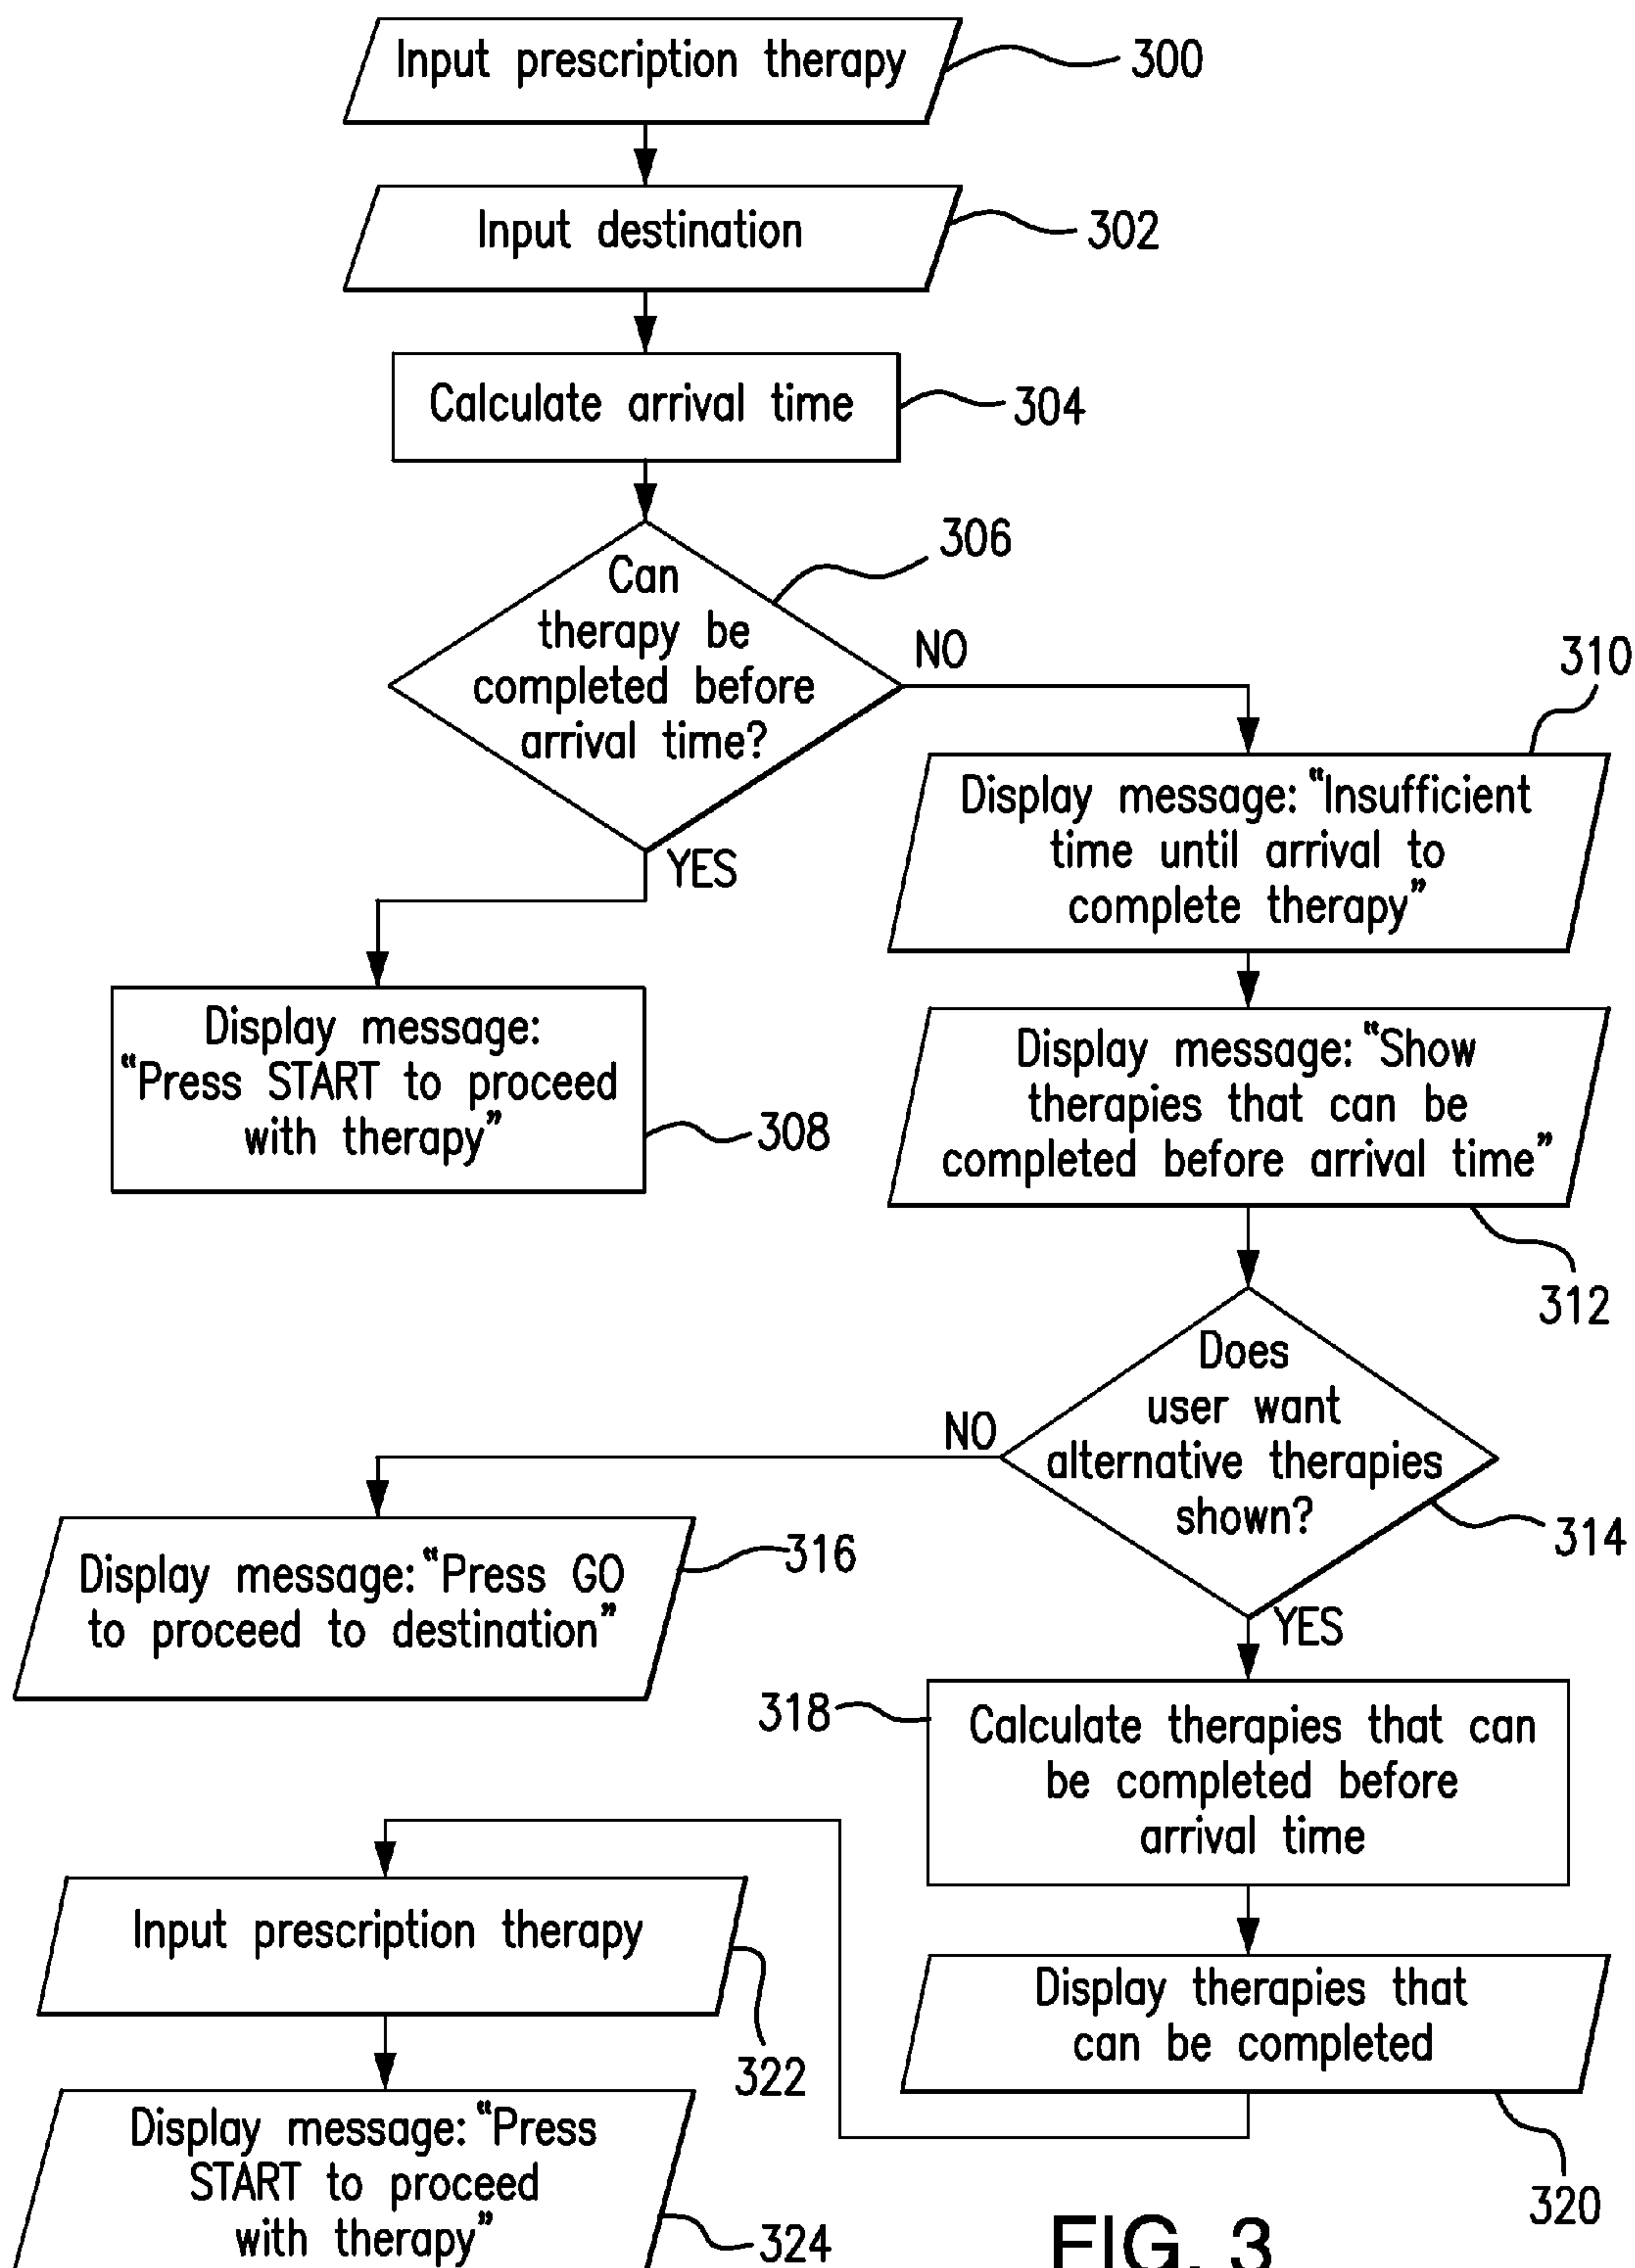 Input prescription therapy
300
Input destination
302
Calculate arrival time
304
306
Can
therapy be
completed before
arrival time?
NO
YES
310
Display message: “Insufficient
time until arrival to
complete therapy”
Display message:
“Press START to proceed
with therapy”
308
Display message: “Show
therapies that can be
completed before arrival time”
312
Does
user want
alternative therapies
shown?
NO
314
YES
Display message: “Press GO
to proceed to destination”
316
318
Calculate therapies that can
be completed before
arrival time
Input prescription therapy
322
Display therapies that
can be completed
320
Display message: “Press
START to proceed
with therapy”
324
FIG. 3